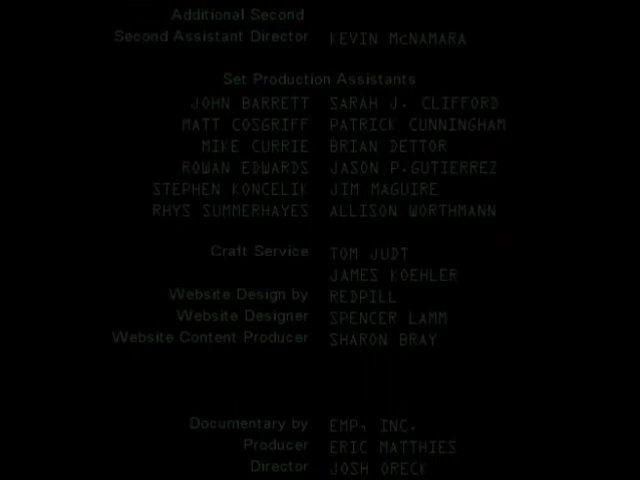 Additional Second
Second Assistant Director KEVIN McNAMARA
Set Production Assistants
JOHN BARRETT SARAH J. CLIFFORD
MATT COSGRIFF PATRICK CUNNINGHAM
MIKE CURRIE BRIAN DETTOR
ROWAN EDWARDS JASON P.GUTIERREZ
STEPHEN KONCELIK JIM MAGUIRE
RHYS SUMMERHAYES ALLISON WORTHMANN
Craft Service TOM JUDT
JAMES KOEHLER
Website Design by REDPILL
Website Designer SPENCER LAMM
Website Content Producer SHARON BRAY
Documentary by EMP, INC.
Producer ERIC MATTHIES
Director JOSH ORECK